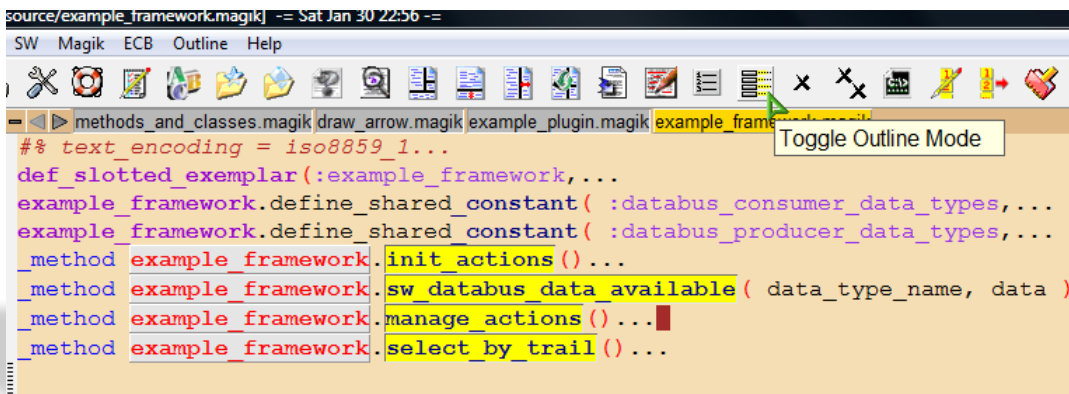 source/example_framework.magik] -= Sat Jan 30 22:56 -=
SW Magik ECB Outline Help
methods_and_classes.magik draw_arrow.magik example_plugin.magik example_framework.magik
Toggle Outline Mode
#% text_encoding = iso8859_1...
def_slotted_exemplar(:example_framework,...
example_framework.define_shared_constant( :databus_consumer_data_types,...
example_framework.define_shared_constant( :databus_producer_data_types,...
_method example_framework.init_actions()...
_method example_framework.sw_databus_data_available( data_type_name, data )
_method example_framework.manage_actions()...
_method example_framework.select_by_trail()...